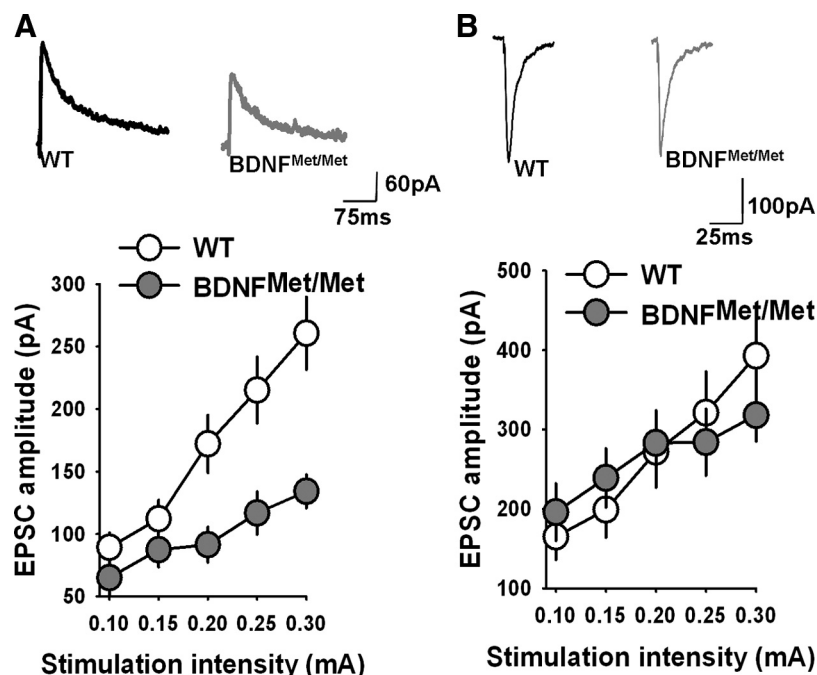 A
WT
BDNFMet/Met
60pA
75ms
WT
BDNFMet/Met
300
250
200
150
100
50
EPSC amplitude (pA)
0.10 0.15 0.20 0.25 0.30
Stimulation intensity (mA)
B
WT
BDNFMet/Met
100pA
25ms
WT
BDNFMet/Met
500
400
300
200
100
EPSC amplitude (pA)
0.10 0.15 0.20 0.25 0.30
Stimulation intensity (mA)